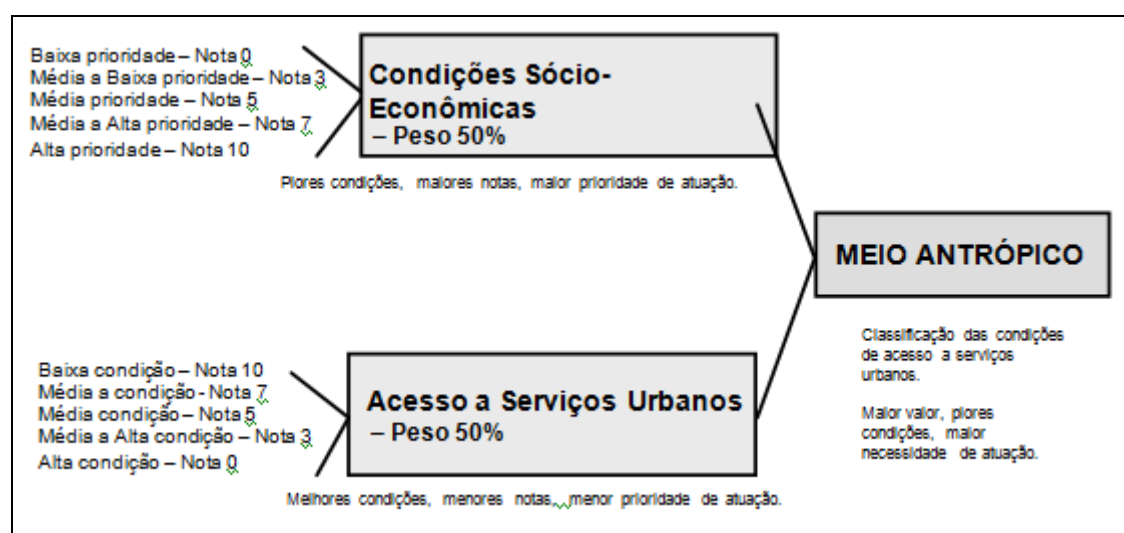 Baixa prioridade – Nota 0
Média a Baixa prioridade – Nota 3
Média prioridade – Nota 5
Média a Alta prioridade – Nota 7
Alta prioridade – Nota 10
Condições Sócio-
Econômicas
– Peso 50%
Piores condições, maiores notas, maior prioridade de atuação.
MEIO ANTRÓPICO
Classificação das condições
de acesso a serviços
urbanos.
Maior valor, piores
condições, maior
necessidade de atuação.
Baixa condição – Nota 10
Média a condição - Nota 7
Média condição – Nota 5
Média a Alta condição – Nota 3
Alta condição – Nota 0
Acesso a Serviços Urbanos
– Peso 50%
Melhores condições, menores notas, menor prioridade de atuação.